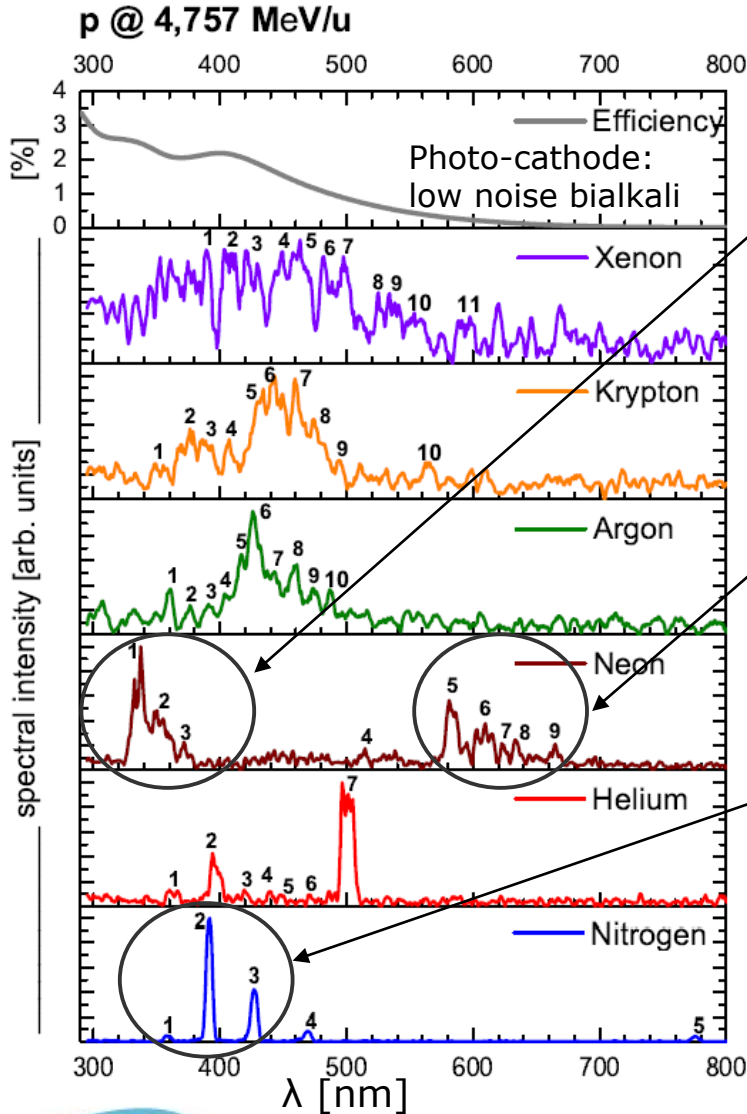 p @ 4,757 MeV/u
300 400 500 600 700 800
4
3
2
1
0
[%]
Efficiency
Photo-cathode:
low noise bialkali
spectral intensity [arb. units]
1 2 3 4 5 6 7 8 9 10 11
Xenon
1 2 3 4 5 6 7 8 9 10
Krypton
1 2 3 4 5 6 7 8 9 10
Argon
1 2 3 4 5 6 7 8 9
Neon
1 2 3 4 5 6 7
Helium
1 2 3 4 5
Nitrogen
300 400 500 600 700 800
λ [nm]